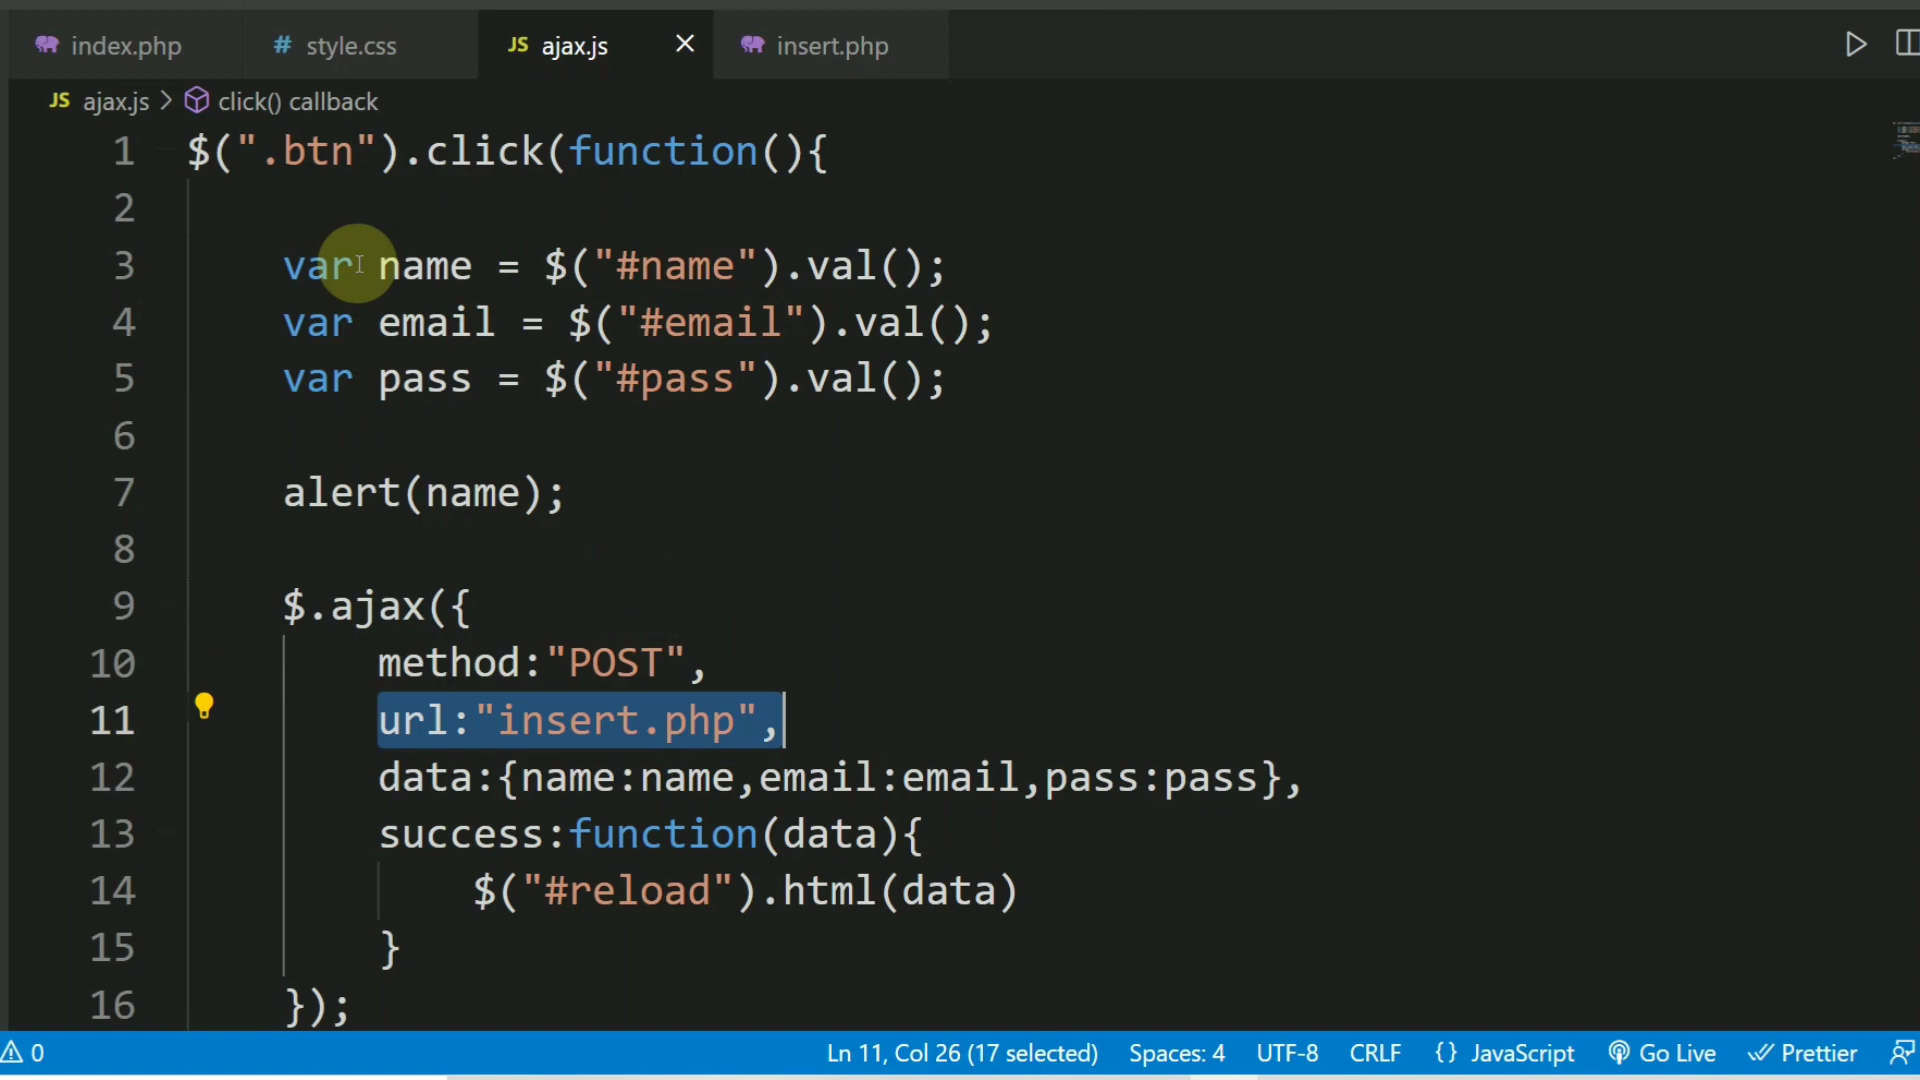 index.php
# style.css
JS ajax.js
insert.php
JS ajax.js > click() callback
1 $(".btn").click(function(){
2
3 var name = $("#name").val();
4 var email = $("#email").val();
5 var pass = $("#pass").val();
6
7 alert(name);
8
9 $.ajax({
10 method:"POST",
11 url:"insert.php",
12 data:{name:name,email:email,pass:pass},
13 success:function(data){
14 $("#reload").html(data)
15 }
16 });
0 Ln 11, Col 26 (17 selected) Spaces: 4 UTF-8 CRLF {} JavaScript Go Live Prettier